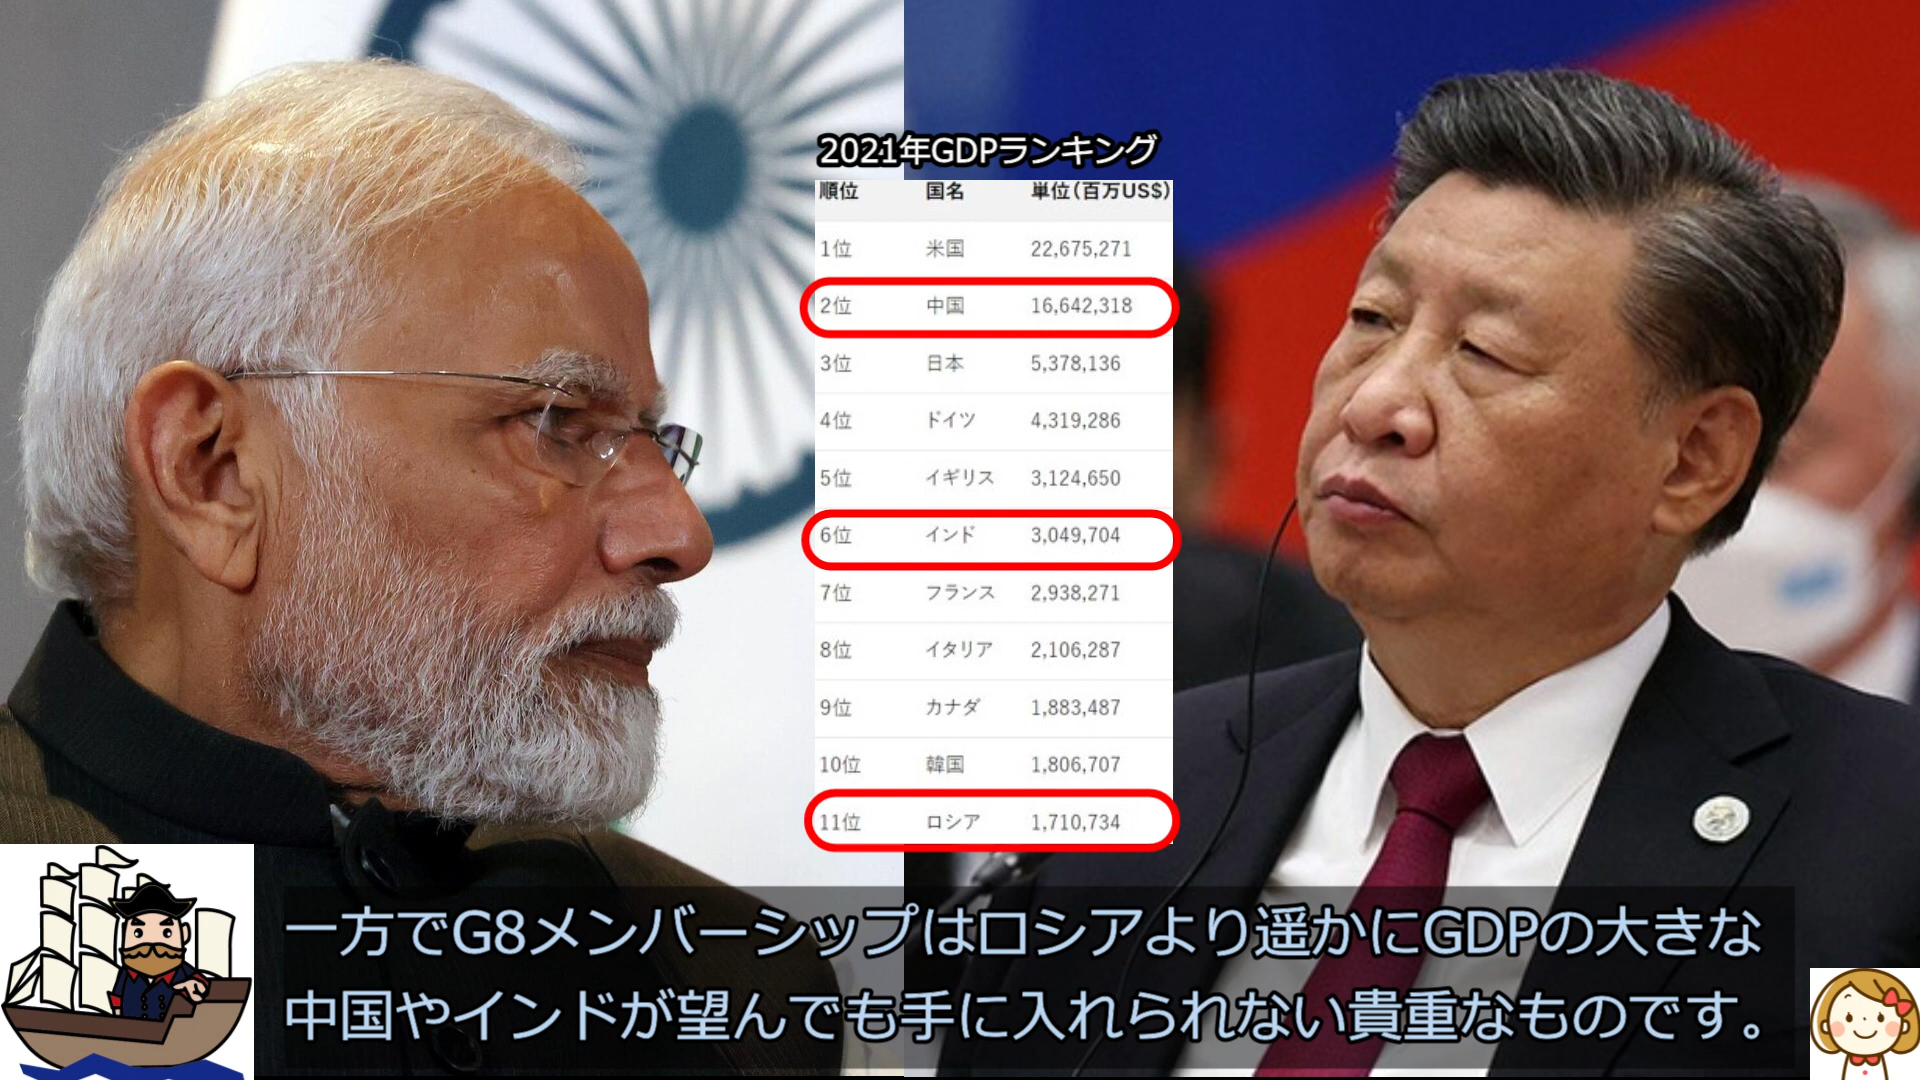 2021年GDPランキング
順位 国名 単位(百万US$)
1位 米国 22,675,271
2位 中国 16,642,318
3位 日本 5,378,136
4位 ドイツ 4,319,286
5位 イギリス 3,124,650
6位 インド 3,049,704
7位 フランス 2,938,271
8位 イタリア 2,106,287
9位 カナダ 1,883,487
10位 韓国 1,806,707
11位 ロシア 1,710,734
一方でG8メンバーシップはロシアより遥かにGDPの大きな
中国やインドが望んでも手に入れられない貴重なものです。